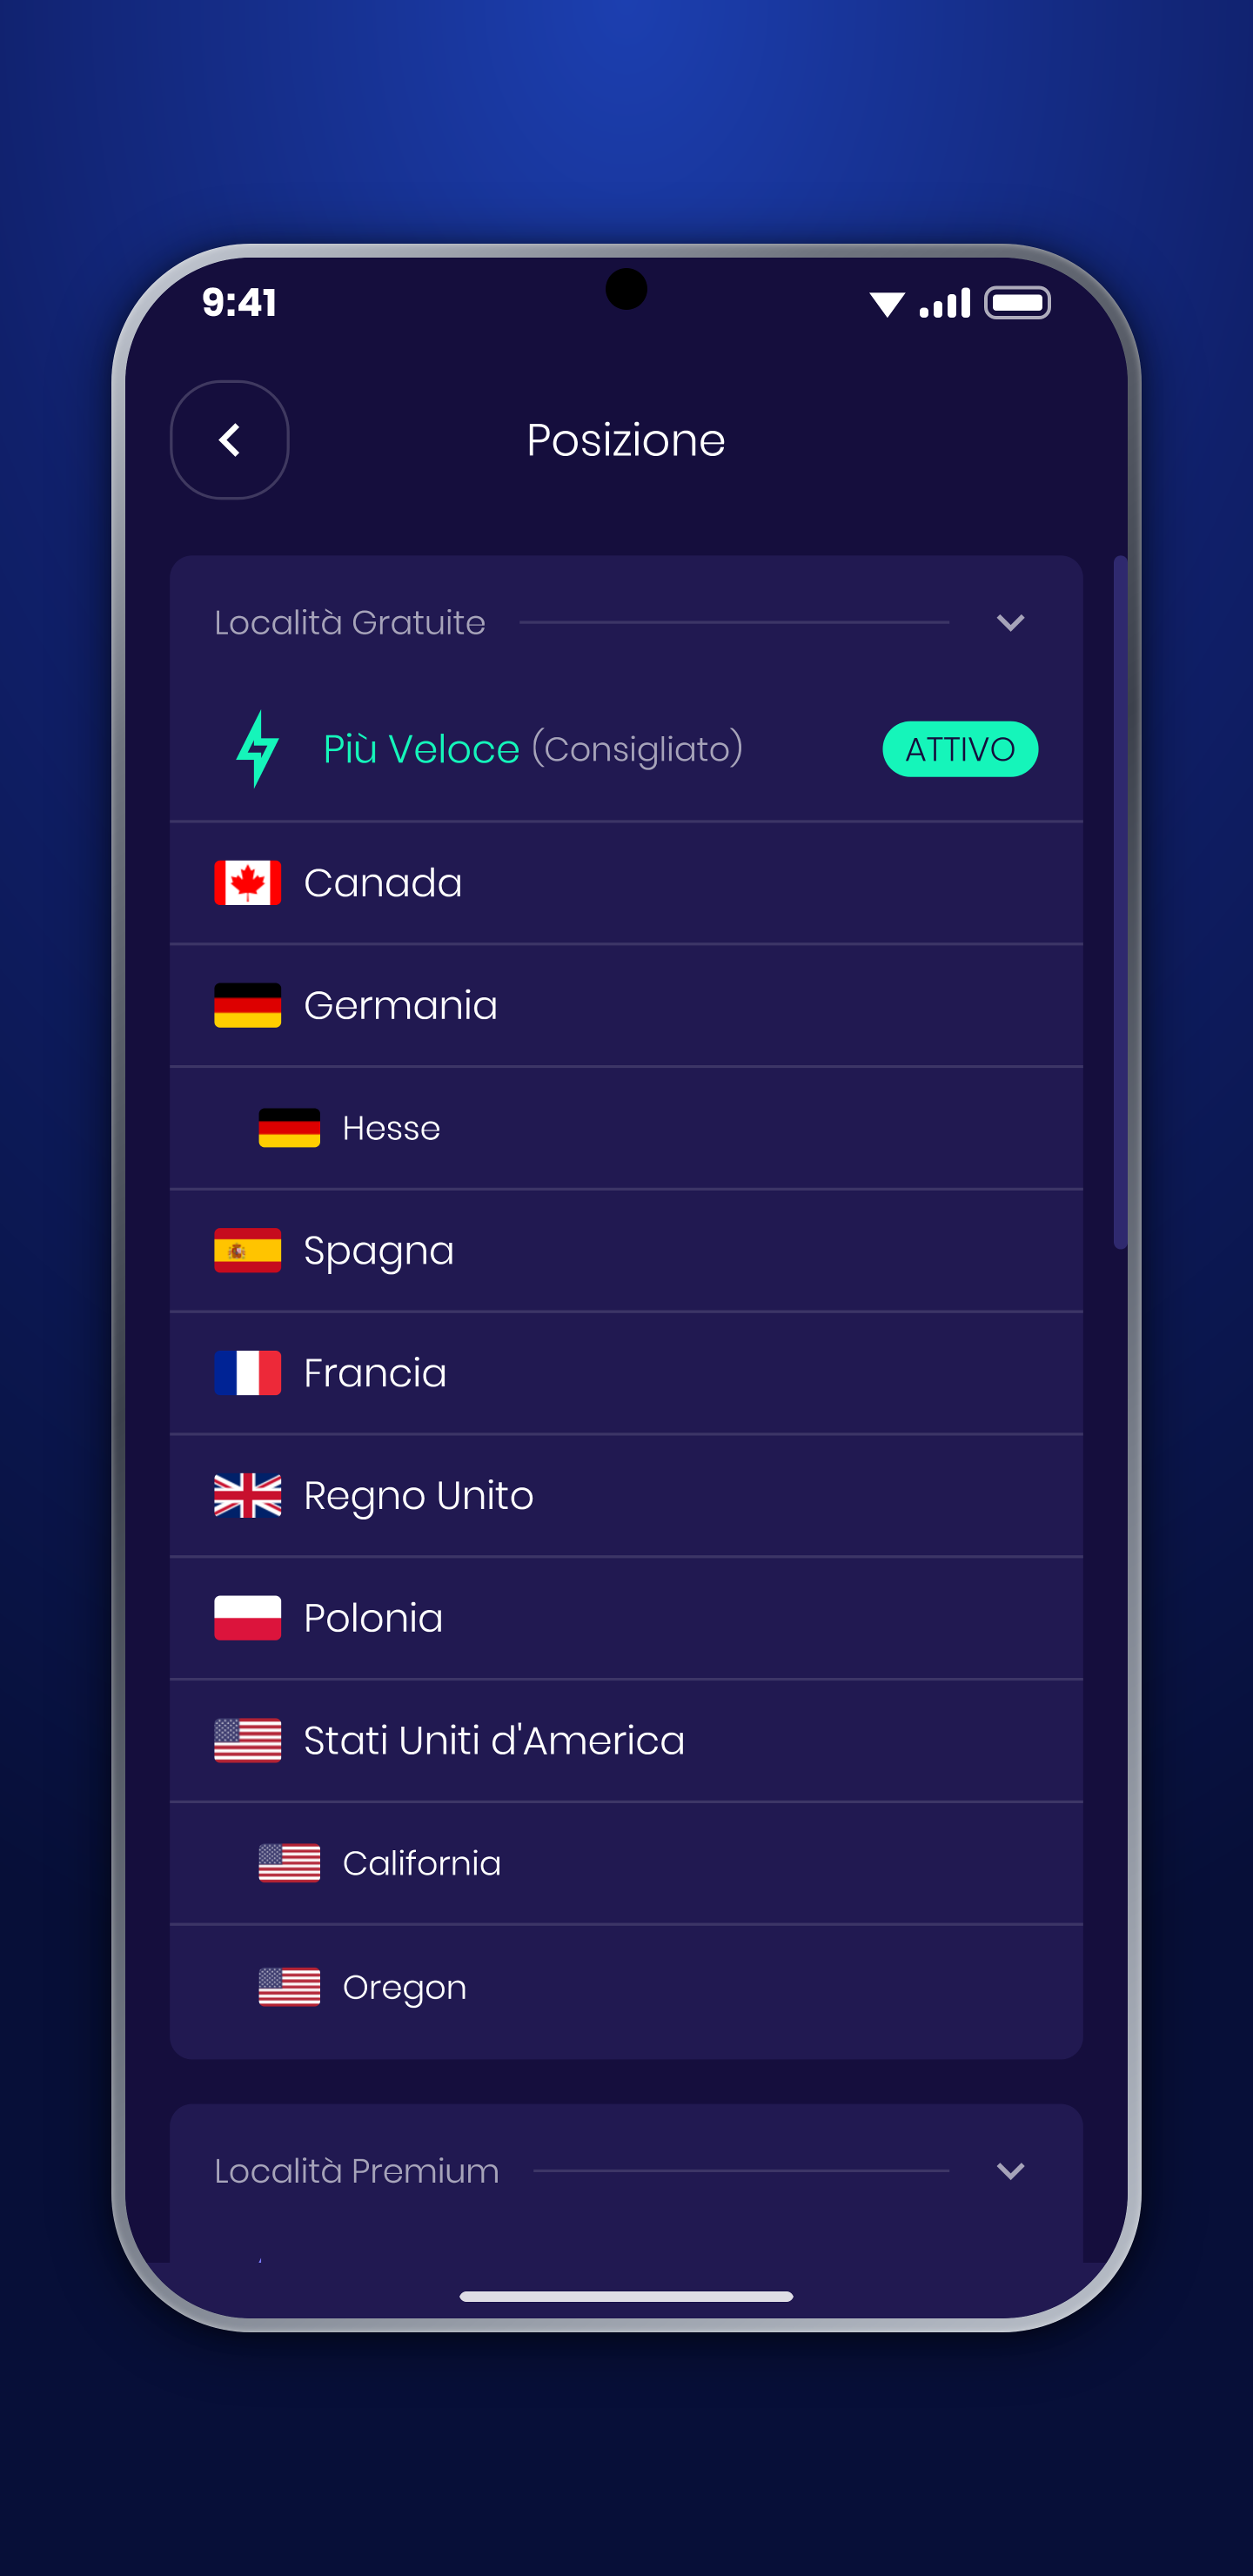 9:41
Posizione
Località Gratuite
Più Veloce (Consigliato) ATTIVO
Canada
Germania
Hesse
Spagna
Francia
Regno Unito
Polonia
Stati Uniti d'America
California
Oregon
Località Premium